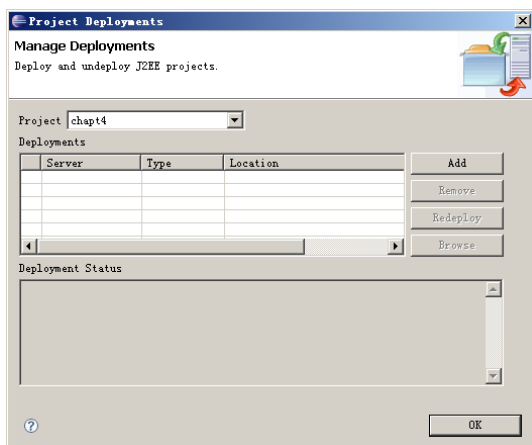 Project Deployments
Manage Deployments
Deploy and undeploy J2EE projects.
Project chapt4
Deployments
Server Type Location
Add
Remove
Redeploy
Browse
Deployment Status
OK